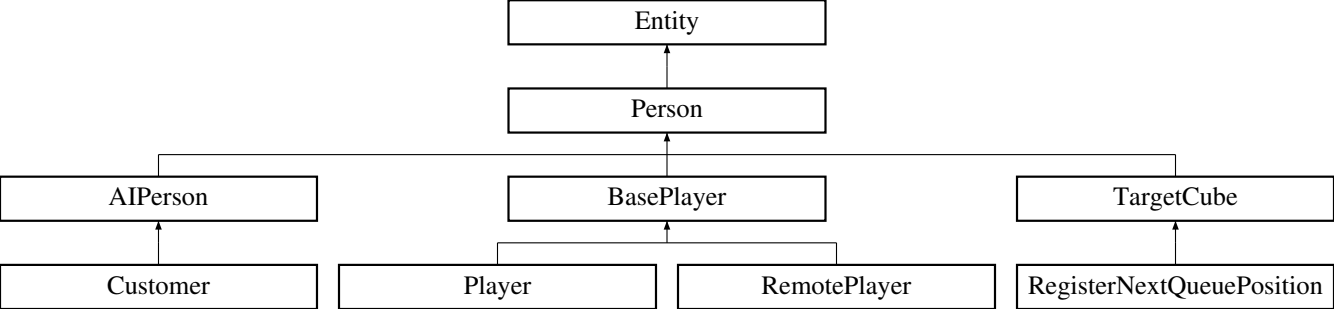 Entity
Person
AIPerson
BasePlayer
TargetCube
Customer
Player
RemotePlayer
RegisterNextQueuePosition